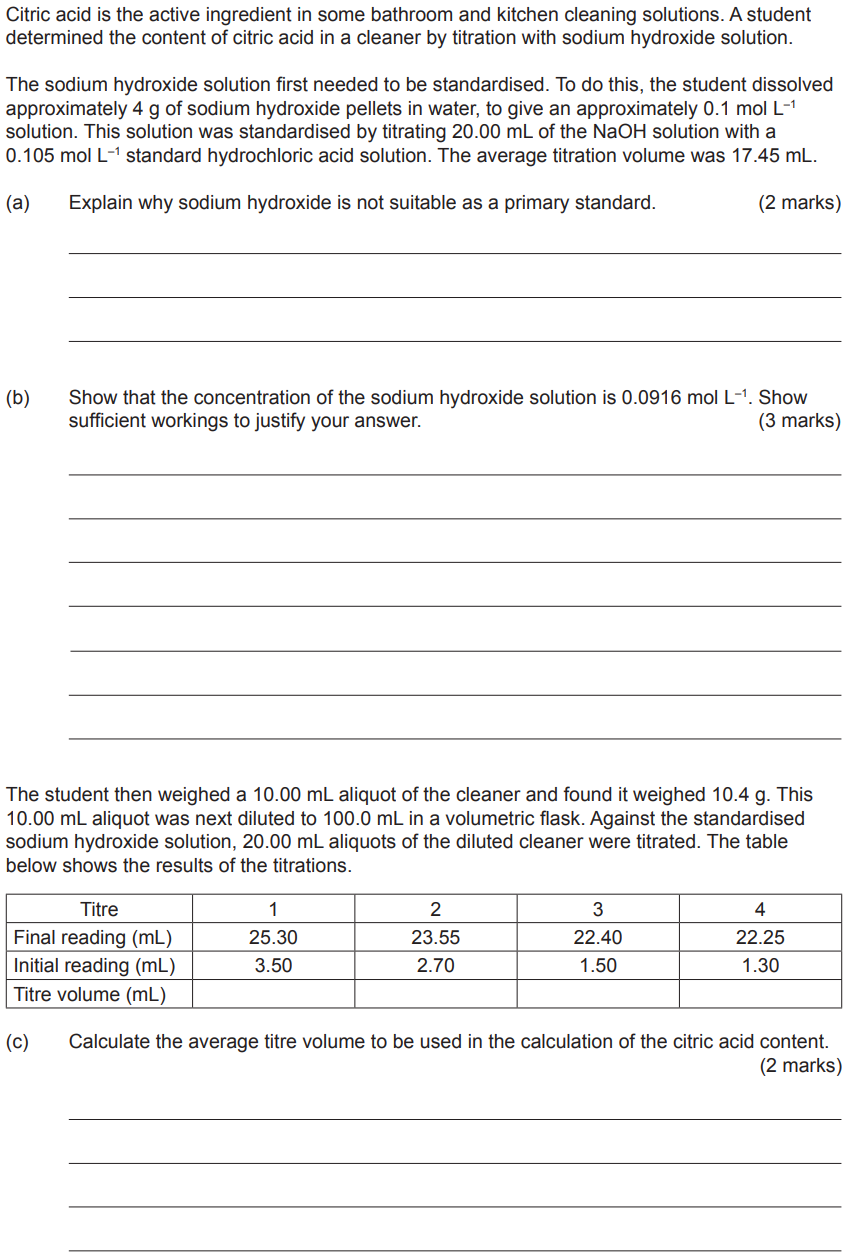 Citric acid is the active ingredient in some bathroom and kitchen cleaning solutions. A student
determined the content of citric acid in a cleaner by titration with sodium hydroxide solution.
The sodium hydroxide solution first needed to be standardised. To do this, the student dissolved
approximately 4 g of sodium hydroxide pellets in water, to give an approximately 0.1 mol L⁻¹
solution. This solution was standardised by titrating 20.00 mL of the NaOH solution with a
0.105 mol L⁻¹ standard hydrochloric acid solution. The average titration volume was 17.45 mL.
(a) Explain why sodium hydroxide is not suitable as a primary standard. (2 marks)
(b) Show that the concentration of the sodium hydroxide solution is 0.0916 mol L⁻¹. Show
sufficient workings to justify your answer. (3 marks)
The student then weighed a 10.00 mL aliquot of the cleaner and found it weighed 10.4 g. This
10.00 mL aliquot was next diluted to 100.0 mL in a volumetric flask. Against the standardised
sodium hydroxide solution, 20.00 mL aliquots of the diluted cleaner were titrated. The table
below shows the results of the titrations.
Titre 1 2 3 4
Final reading (mL) 25.30 23.55 22.40 22.25
Initial reading (mL) 3.50 2.70 1.50 1.30
Titre volume (mL)
(c) Calculate the average titre volume to be used in the calculation of the citric acid content.
(2 marks)